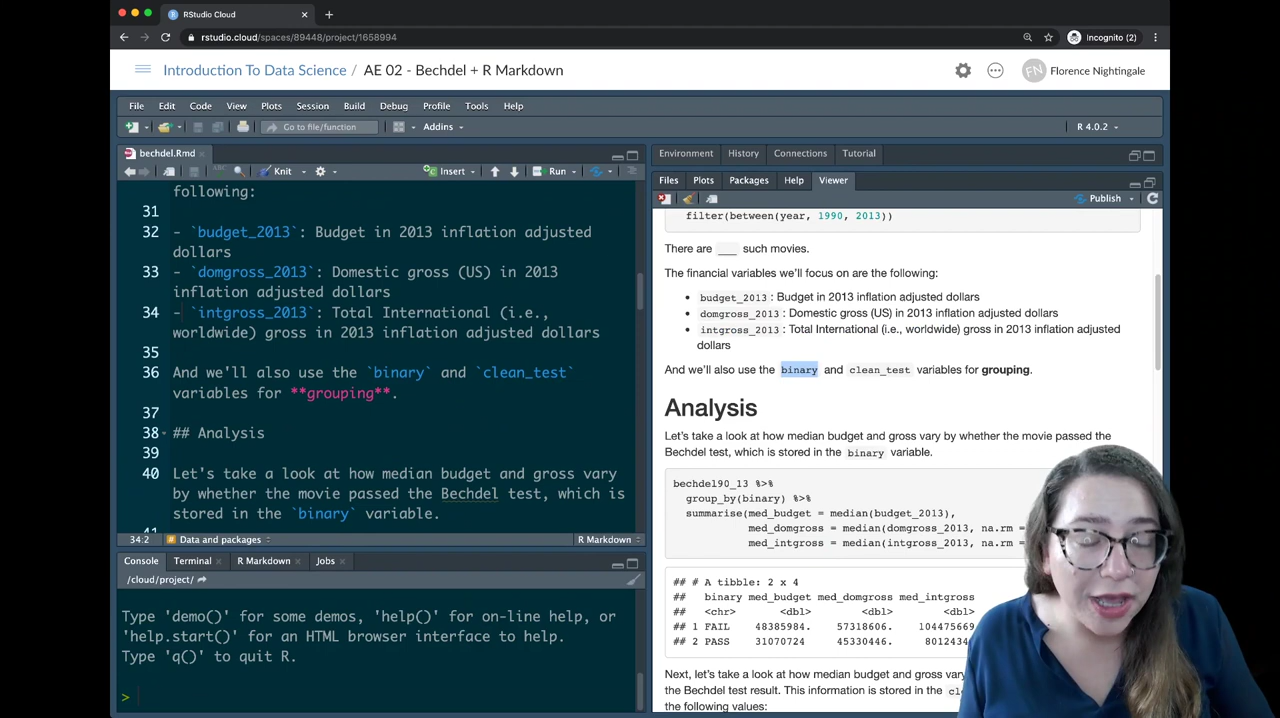 RStudio Cloud
rstudio.cloud/spaces/89448/project/1658994
Incognito (2)
Introduction To Data Science / AE 02 - Bechdel + R Markdown
FN Florence Nightingale
File Edit Code View Plots Session Build Debug Profile Tools Help
Go to file/function Addins R 4.0.2
bechdel.Rmd
Knit Insert Run
following:
31
32 - `budget_2013`: Budget in 2013 inflation adjusted
dollars
33 - `domgross_2013`: Domestic gross (US) in 2013
inflation adjusted dollars
34 - `intgross_2013`: Total International (i.e.,
worldwide) gross in 2013 inflation adjusted dollars
35
36 And we'll also use the `binary` and `clean_test`
variables for **grouping**.
37
38 ## Analysis
39
40 Let's take a look at how median budget and gross vary
by whether the movie passed the Bechdel test, which is
stored in the `binary` variable.
34:2 # Data and packages R Markdown
Console Terminal R Markdown Jobs
/cloud/project/
Type 'demo()' for some demos, 'help()' for on-line help, or
'help.start()' for an HTML browser interface to help.
Type 'q()' to quit R.
>
Environment History Connections Tutorial
Files Plots Packages Help Viewer
Publish
filter(between(year, 1990, 2013))
There are ___ such movies.
The financial variables we'll focus on are the following:
• budget_2013 : Budget in 2013 inflation adjusted dollars
• domgross_2013 : Domestic gross (US) in 2013 inflation adjusted dollars
• intgross_2013 : Total International (i.e., worldwide) gross in 2013 inflation adjusted
dollars
And we'll also use the binary and clean_test variables for grouping.
Analysis
Let's take a look at how median budget and gross vary by whether the movie passed the
Bechdel test, which is stored in the binary variable.
bechdel90_13 %>%
group_by(binary) %>%
summarise(med_budget = median(budget_2013),
med_domgross = median(domgross_2013, na.rm =
med_intgross = median(intgross_2013, na.rm =
## # A tibble: 2 x 4
## binary med_budget med_domgross med_intgross
## <chr> <dbl> <dbl> <dbl>
## 1 FAIL 48385984. 57318606. 104475669
## 2 PASS 31070724 45330446. 8012434
Next, let's take a look at how median budget and gross vary
the Bechdel test result. This information is stored in the
the following values: